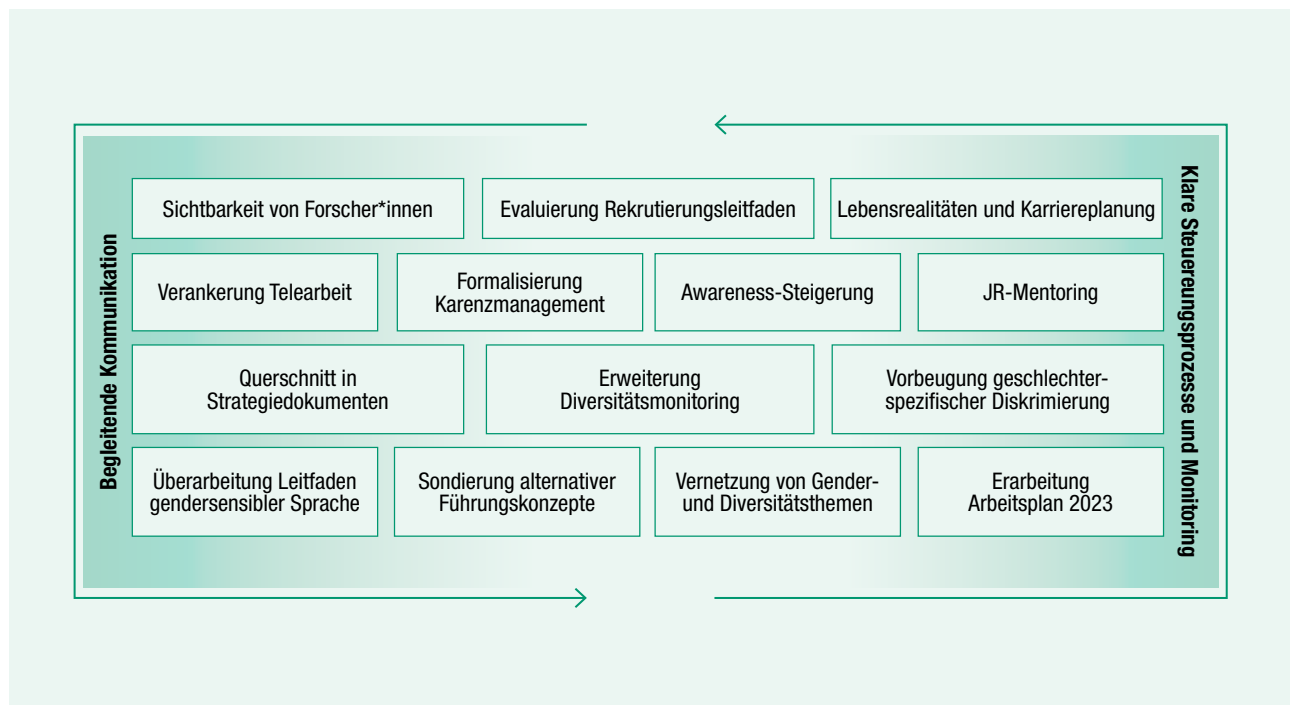 Begleitende Kommunikation
Sichtbarkeit von Forscher*innen
Evaluierung Rekrutierungsleitfaden
Lebensrealitäten und Karriereplanung
Verankerung Telearbeit
Formalisierung
Karenzmanagement
Awareness-Steigerung
JR-Mentoring
Querschnitt in
Strategiedokumenten
Erweiterung
Diversitätsmonitoring
Vorbeugung geschlechter-
spezifischer Diskrimierung
Überarbeitung Leitfaden
gendersensibler Sprache
Sondierung alternativer
Führungskonzepte
Vernetzung von Gender-
und Diversitätsthemen
Erarbeitung
Arbeitsplan 2023
Klare Steuereungsprozesse und Monitoring